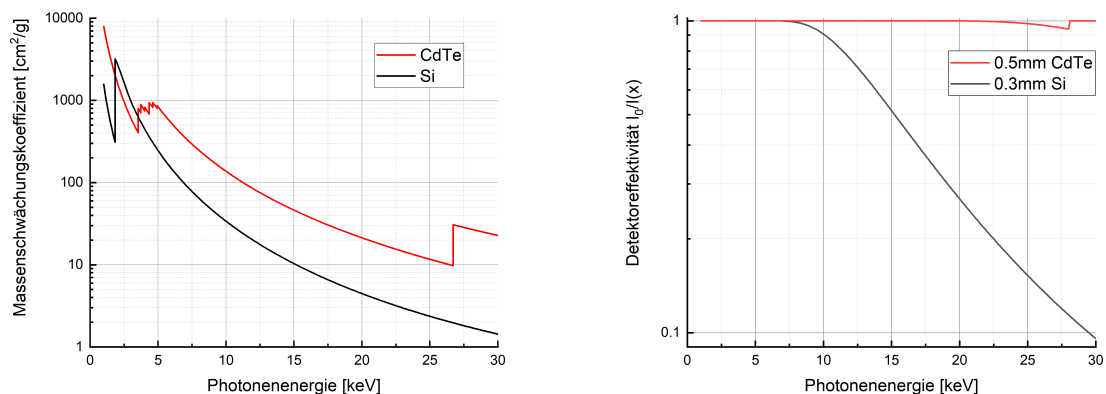 10000
1000
100
10
1
0 5 10 15 20 25 30
Massenschwächungskoeffizient [cm²/g]
Photonenenergie [keV]
CdTe
Si
1
0.1
5 10 15 20 25 30
Detektoreffektivität I₀/I(x)
Photonenenergie [keV]
0.5mm CdTe
0.3mm Si